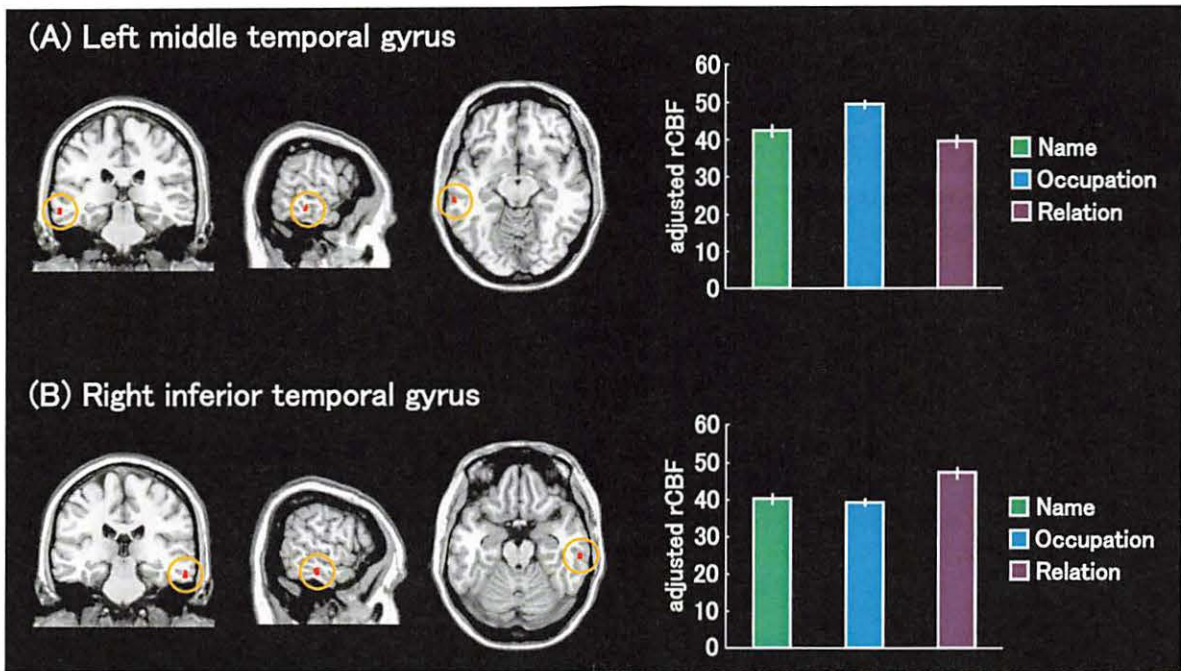 (A) Left middle temporal gyrus
adjusted rCBF
60
50
40
30
20
10
0
Name
Occupation
Relation
(B) Right inferior temporal gyrus
adjusted rCBF
60
50
40
30
20
10
0
Name
Occupation
Relation